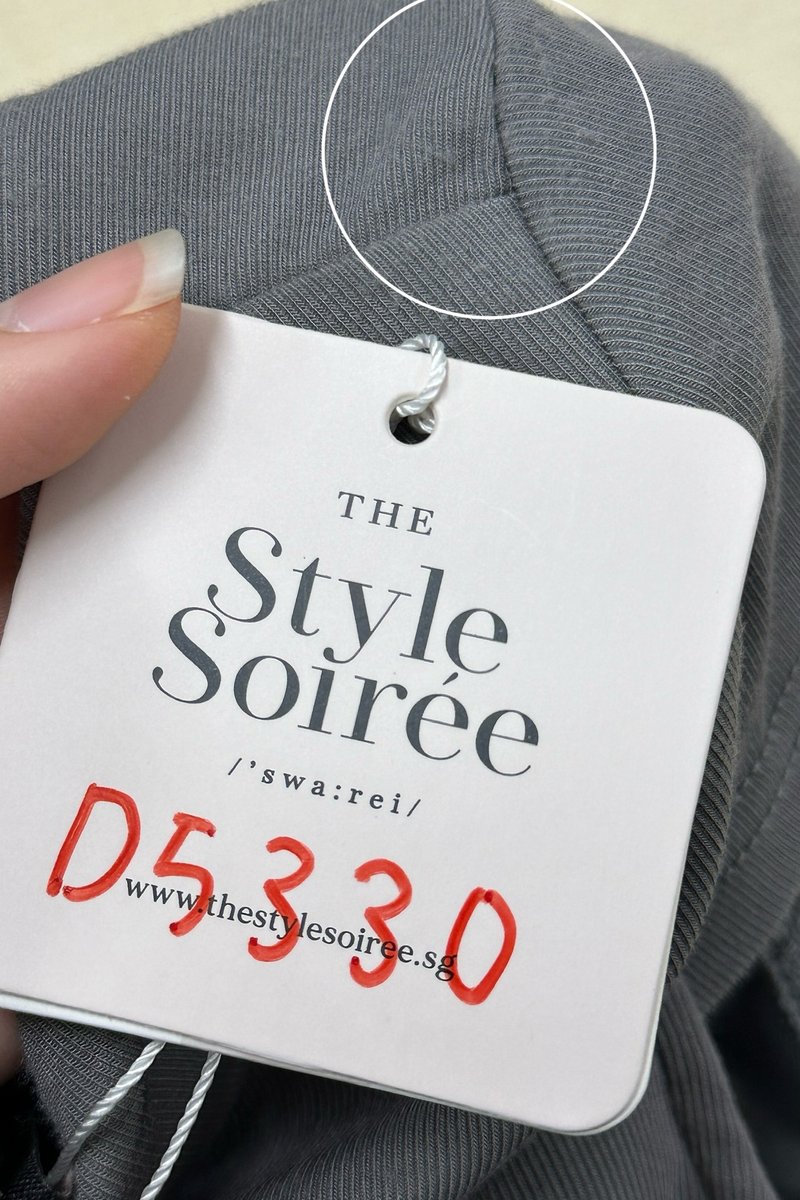 THE
Style
Soirée
/'swa:rei/
D5330
www.thestylesoiree.sg